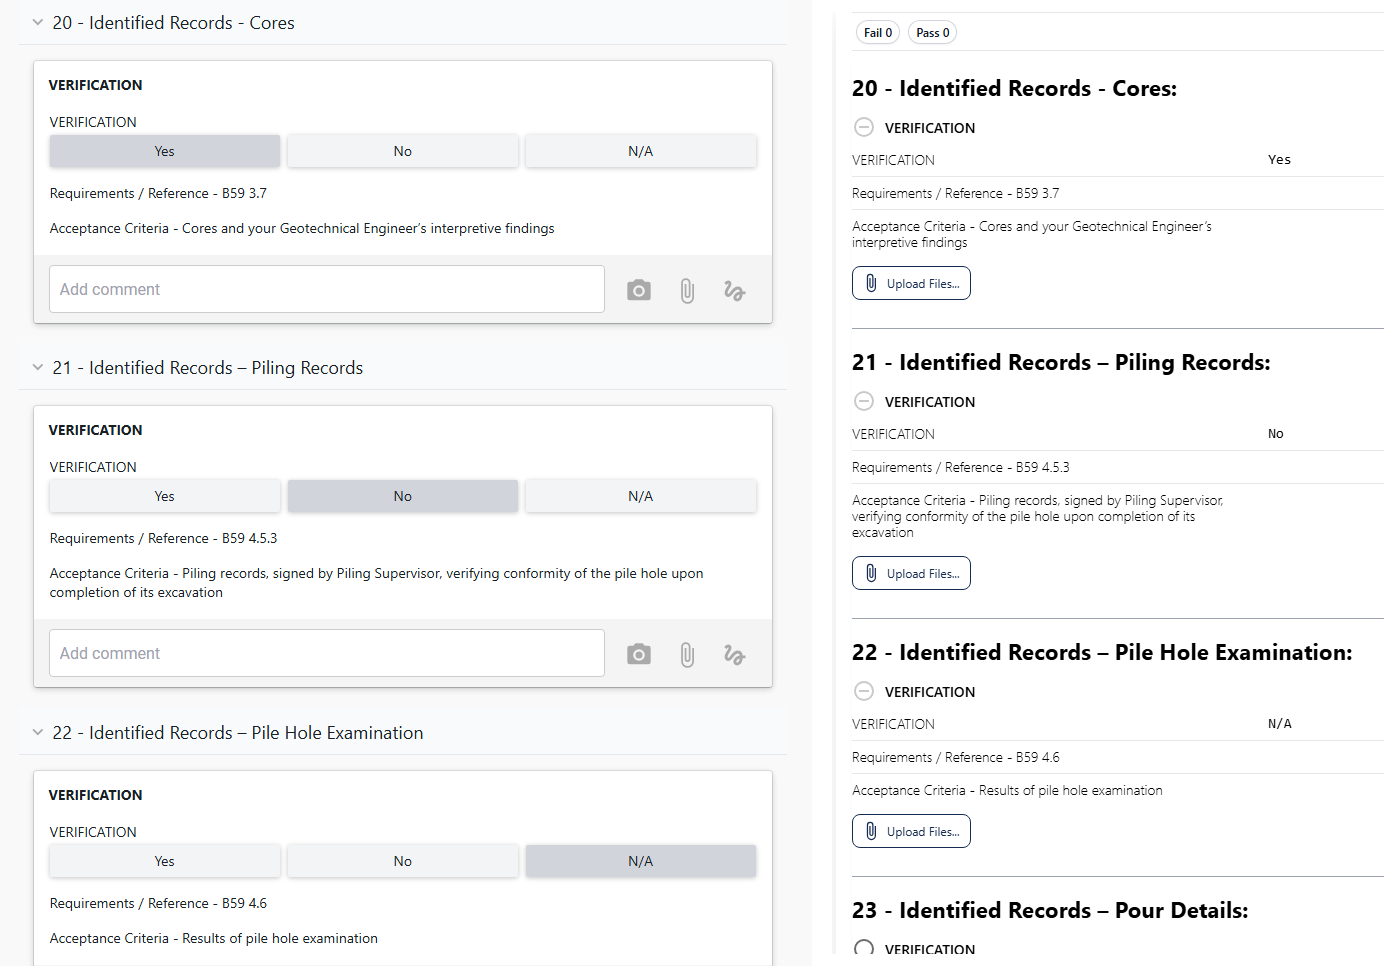 20 - Identified Records - Cores
VERIFICATION
VERIFICATION
Yes
No
N/A
Requirements / Reference - B59 3.7
Acceptance Criteria - Cores and your Geotechnical Engineer’s interpretive findings
Add comment
21 - Identified Records – Piling Records
VERIFICATION
VERIFICATION
Yes
No
N/A
Requirements / Reference - B59 4.5.3
Acceptance Criteria - Piling records, signed by Piling Supervisor, verifying conformity of the pile hole upon
completion of its excavation
Add comment
22 - Identified Records – Pile Hole Examination
VERIFICATION
VERIFICATION
Yes
No
N/A
Requirements / Reference - B59 4.6
Acceptance Criteria - Results of pile hole examination
Fail 0
Pass 0
20 - Identified Records - Cores:
VERIFICATION
VERIFICATION
Yes
Requirements / Reference - B59 3.7
Acceptance Criteria - Cores and your Geotechnical Engineer’s
interpretive findings
Upload Files...
21 - Identified Records – Piling Records:
VERIFICATION
VERIFICATION
No
Requirements / Reference - B59 4.5.3
Acceptance Criteria - Piling records, signed by Piling Supervisor,
verifying conformity of the pile hole upon completion of its
excavation
Upload Files...
22 - Identified Records – Pile Hole Examination:
VERIFICATION
VERIFICATION
N/A
Requirements / Reference - B59 4.6
Acceptance Criteria - Results of pile hole examination
Upload Files...
23 - Identified Records – Pour Details:
VERIFICATION